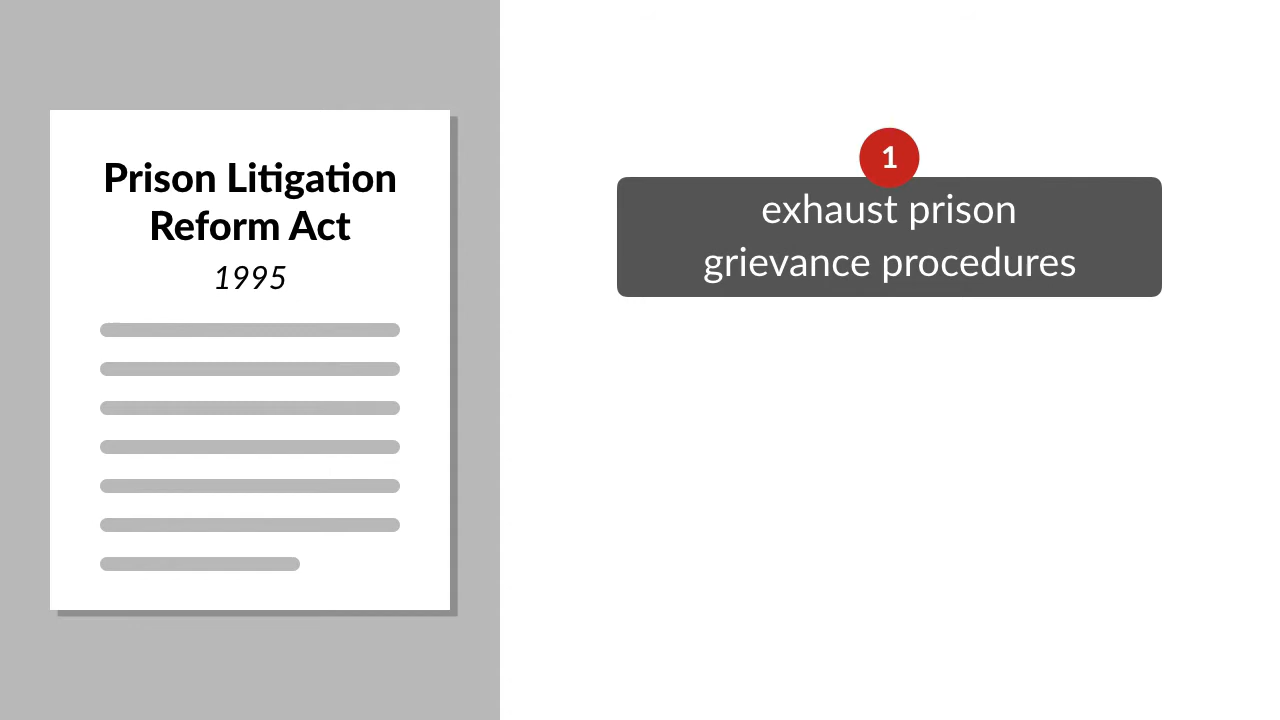 Prison Litigation
Reform Act
1995
1
exhaust prison
grievance procedures